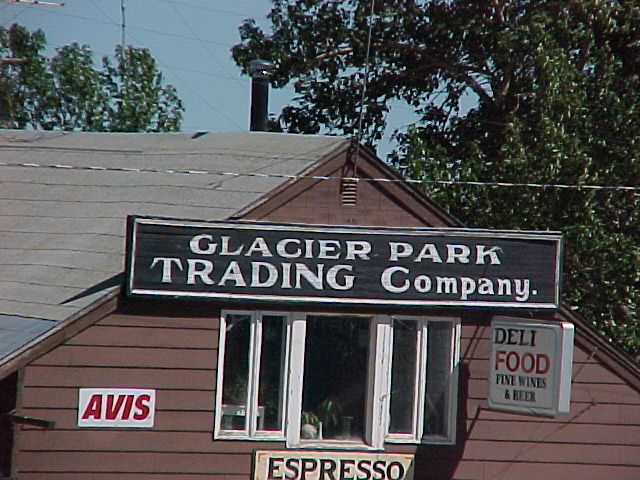 GLACIER PARK
TRADING Company.
DELI
FOOD
FINE WINES
& BEER
AVIS
ESPRESSO